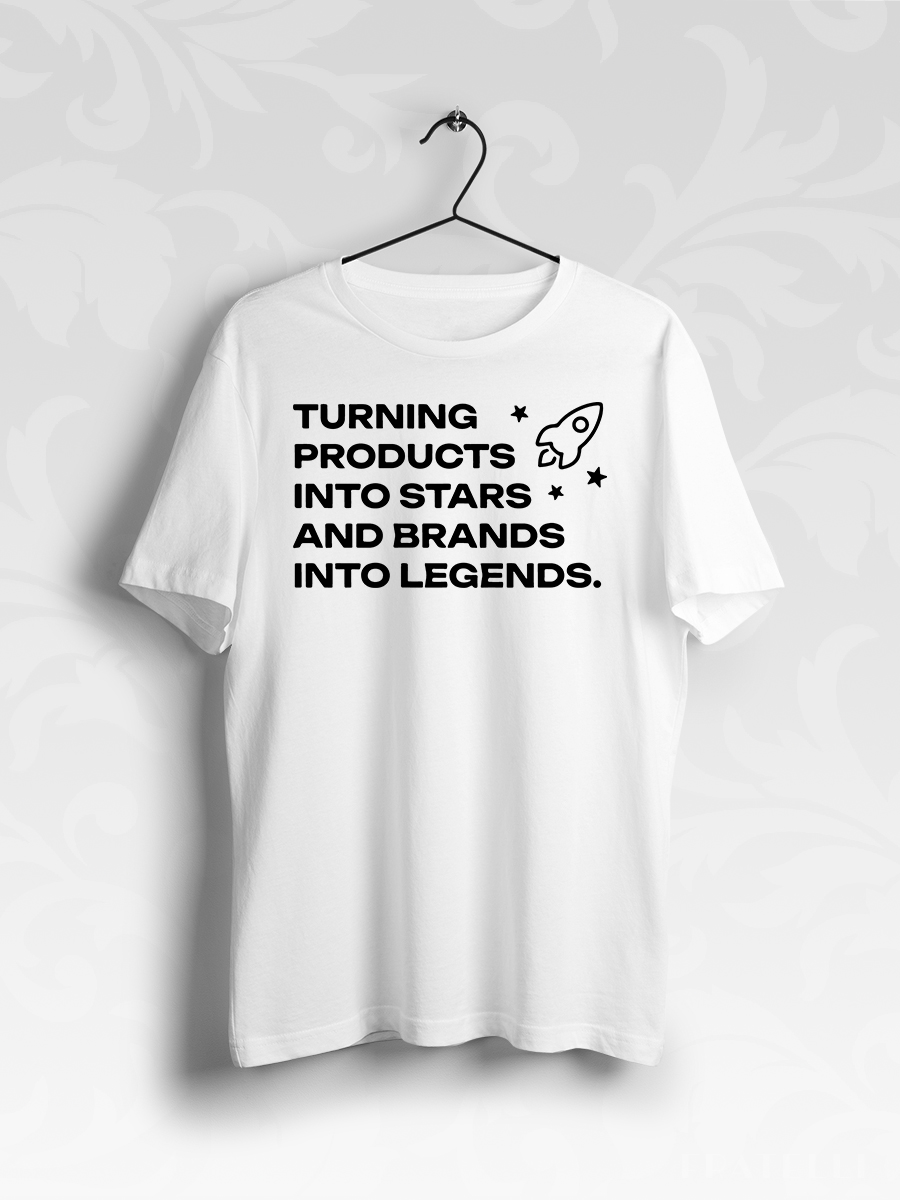 TURNING
PRODUCTS
INTO STARS
AND BRANDS
INTO LEGENDS.